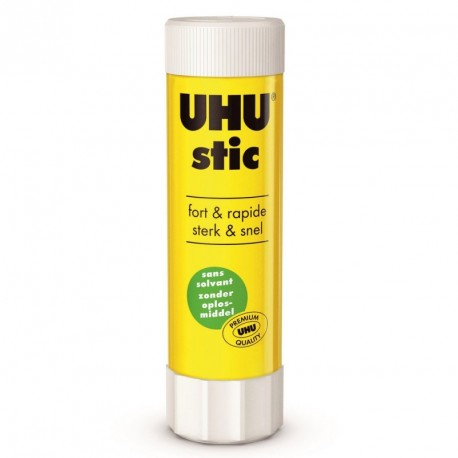 UHU®
stic
fort & rapide
sterk & snel
sans
solvant
zonder
oplos-
middel
PREMIUM
UHU
QUALITY